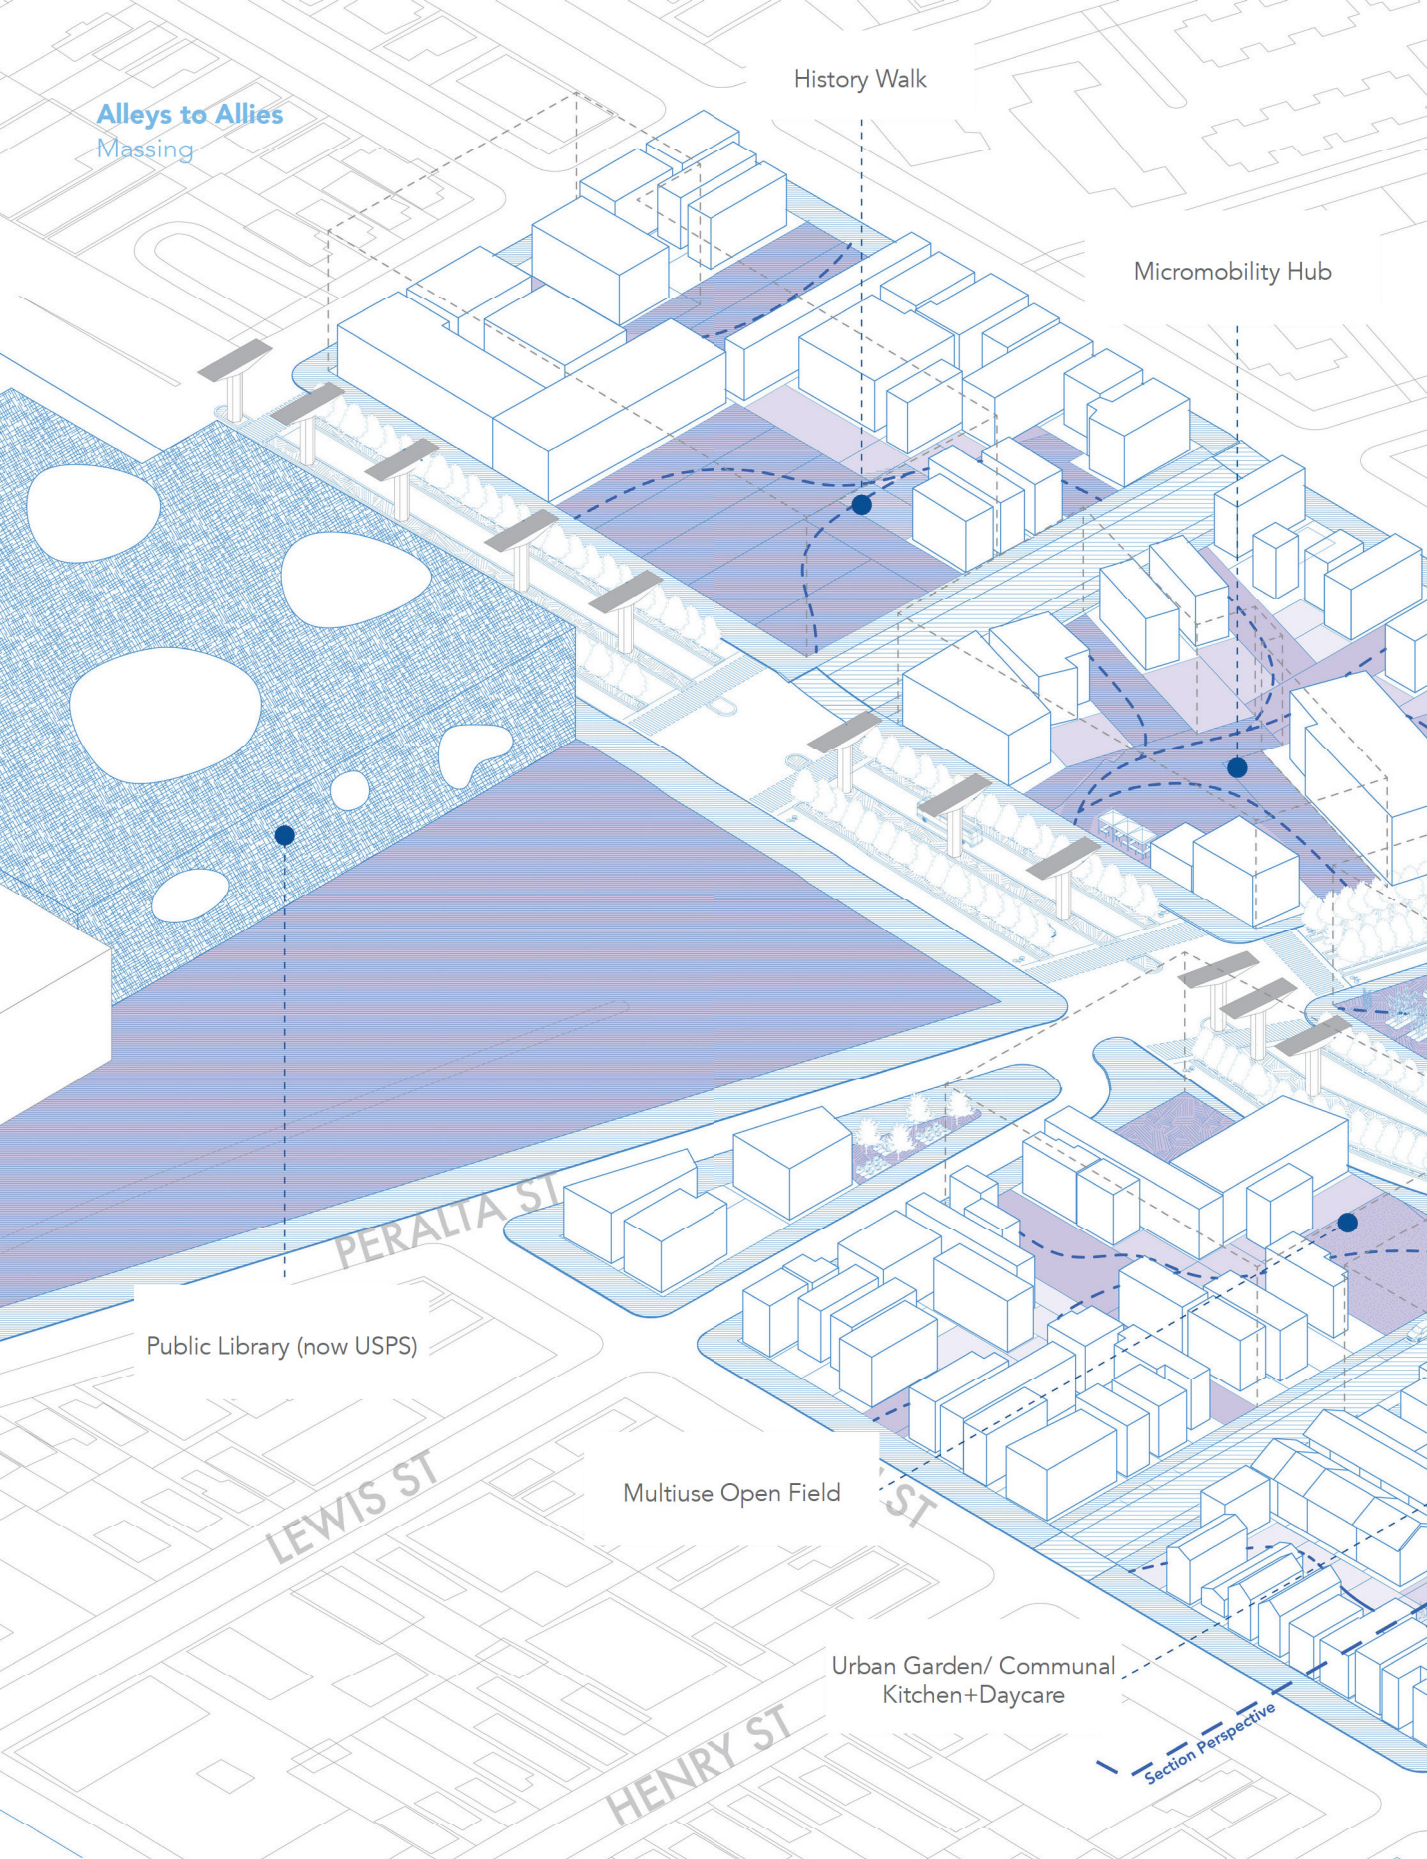 History Walk
Alleys to Allies
Massing
Micromobility Hub
PERALTA ST
Public Library (now USPS)
LEWIS ST
Multiuse Open Field
ST
Urban Garden/ Communal
Kitchen+Daycare
HENRY ST
Section Perspective